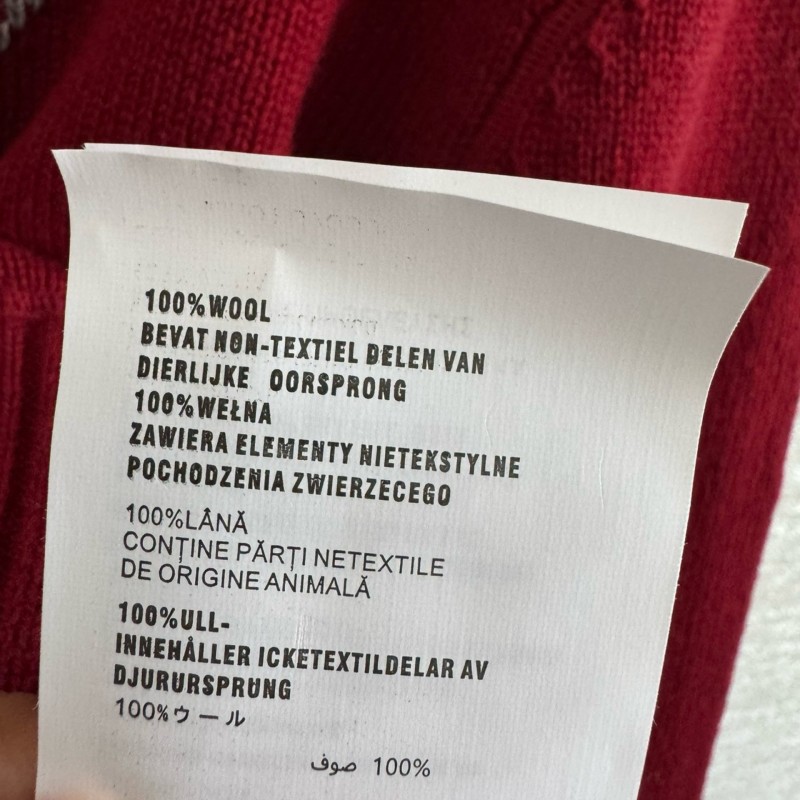 100%WOOL
BEVAT NON-TEXTIEL DELEN VAN
DIERLIJKE OORSPRONG
100%WEŁNA
ZAWIERA ELEMENTY NIETEKSTYLNE
POCHODZENIA ZWIERZECEGO
100%LÂNĂ
CONȚINE PĂRȚI NETEXTILE
DE ORIGINE ANIMALĂ
100%ULL-
INNEHÅLLER ICKETEXTILDELAR AV
DJURURSPRUNG
100%ウール
100% صوف